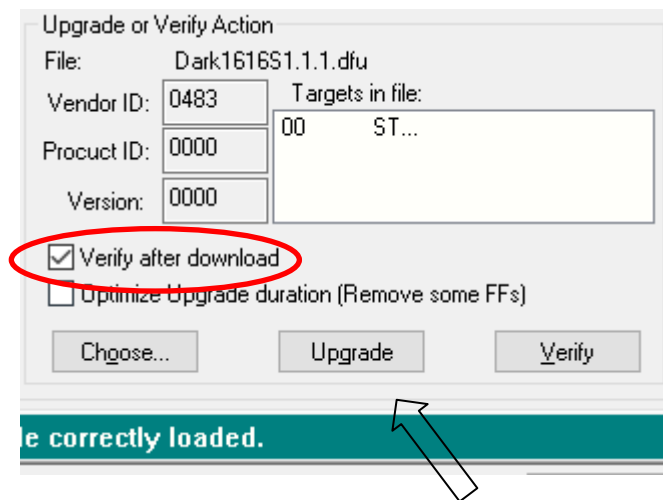 Upgrade or Verify Action
File: Dark1616S1.1.1.dfu
Vendor ID: 0483
Targets in file:
00 ST...
Procuct ID: 0000
Version: 0000
Verify after download
Optimize Upgrade duration (Remove some FFs)
Choose... Upgrade Verify
le correctly loaded.